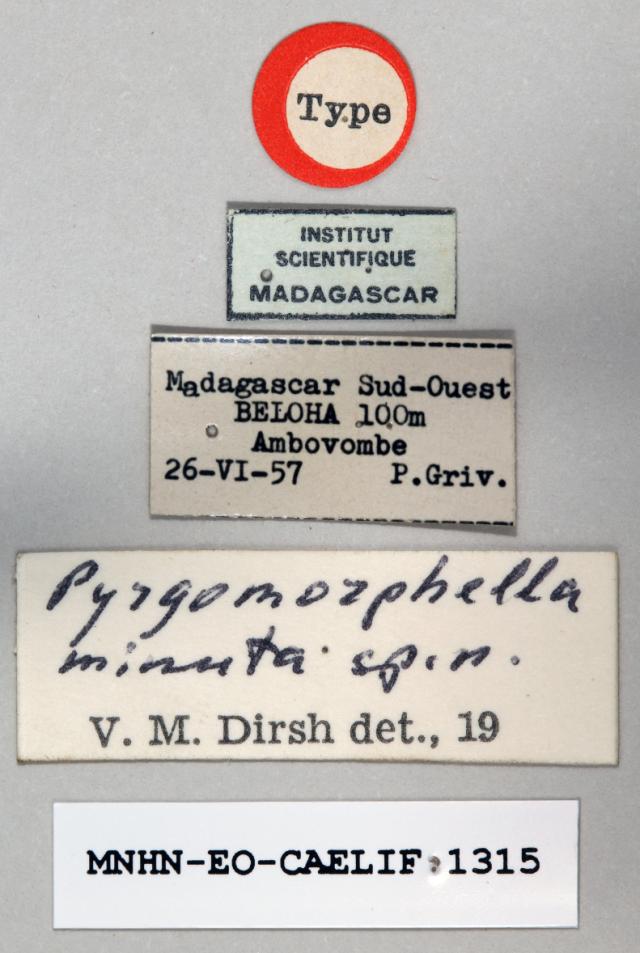 Type
INSTITUT
SCIENTIFIQUE
MADAGASCAR
Madagascar Sud-Ouest
BELOHA 100m
Ambovombe
26-VI-57 P.Griv.
Pyrgomorphella
minuta sp.n.
V. M. Dirsh det., 19
MNHN-EO-CAELIF 1315